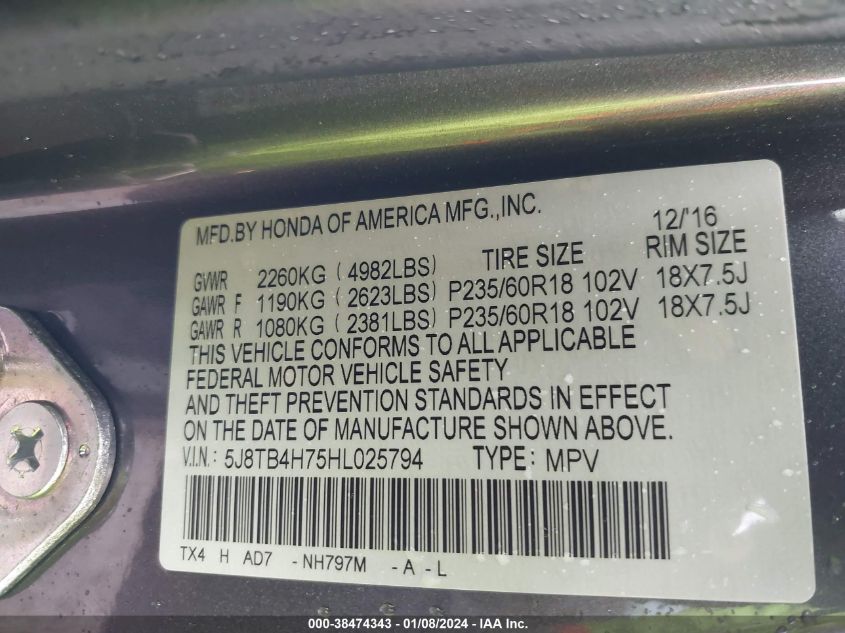 MFD.BY HONDA OF AMERICA MFG.,INC. 12/'16
GVWR 2260KG ( 4982LBS) TIRE SIZE RIM SIZE
GAWR F 1190KG ( 2623LBS) P235/60R18 102V 18X7.5J
GAWR R 1080KG ( 2381LBS) P235/60R18 102V 18X7.5J
THIS VEHICLE CONFORMS TO ALL APPLICABLE
FEDERAL MOTOR VEHICLE SAFETY
AND THEFT PREVENTION STANDARDS IN EFFECT
ON THE DATE OF MANUFACTURE SHOWN ABOVE.
V.I.N.: 5J8TB4H75HL025794 TYPE: MPV
TX4 H AD7 - NH797M - A - L
000-38474343 - 01/08/2024 - IAA Inc.